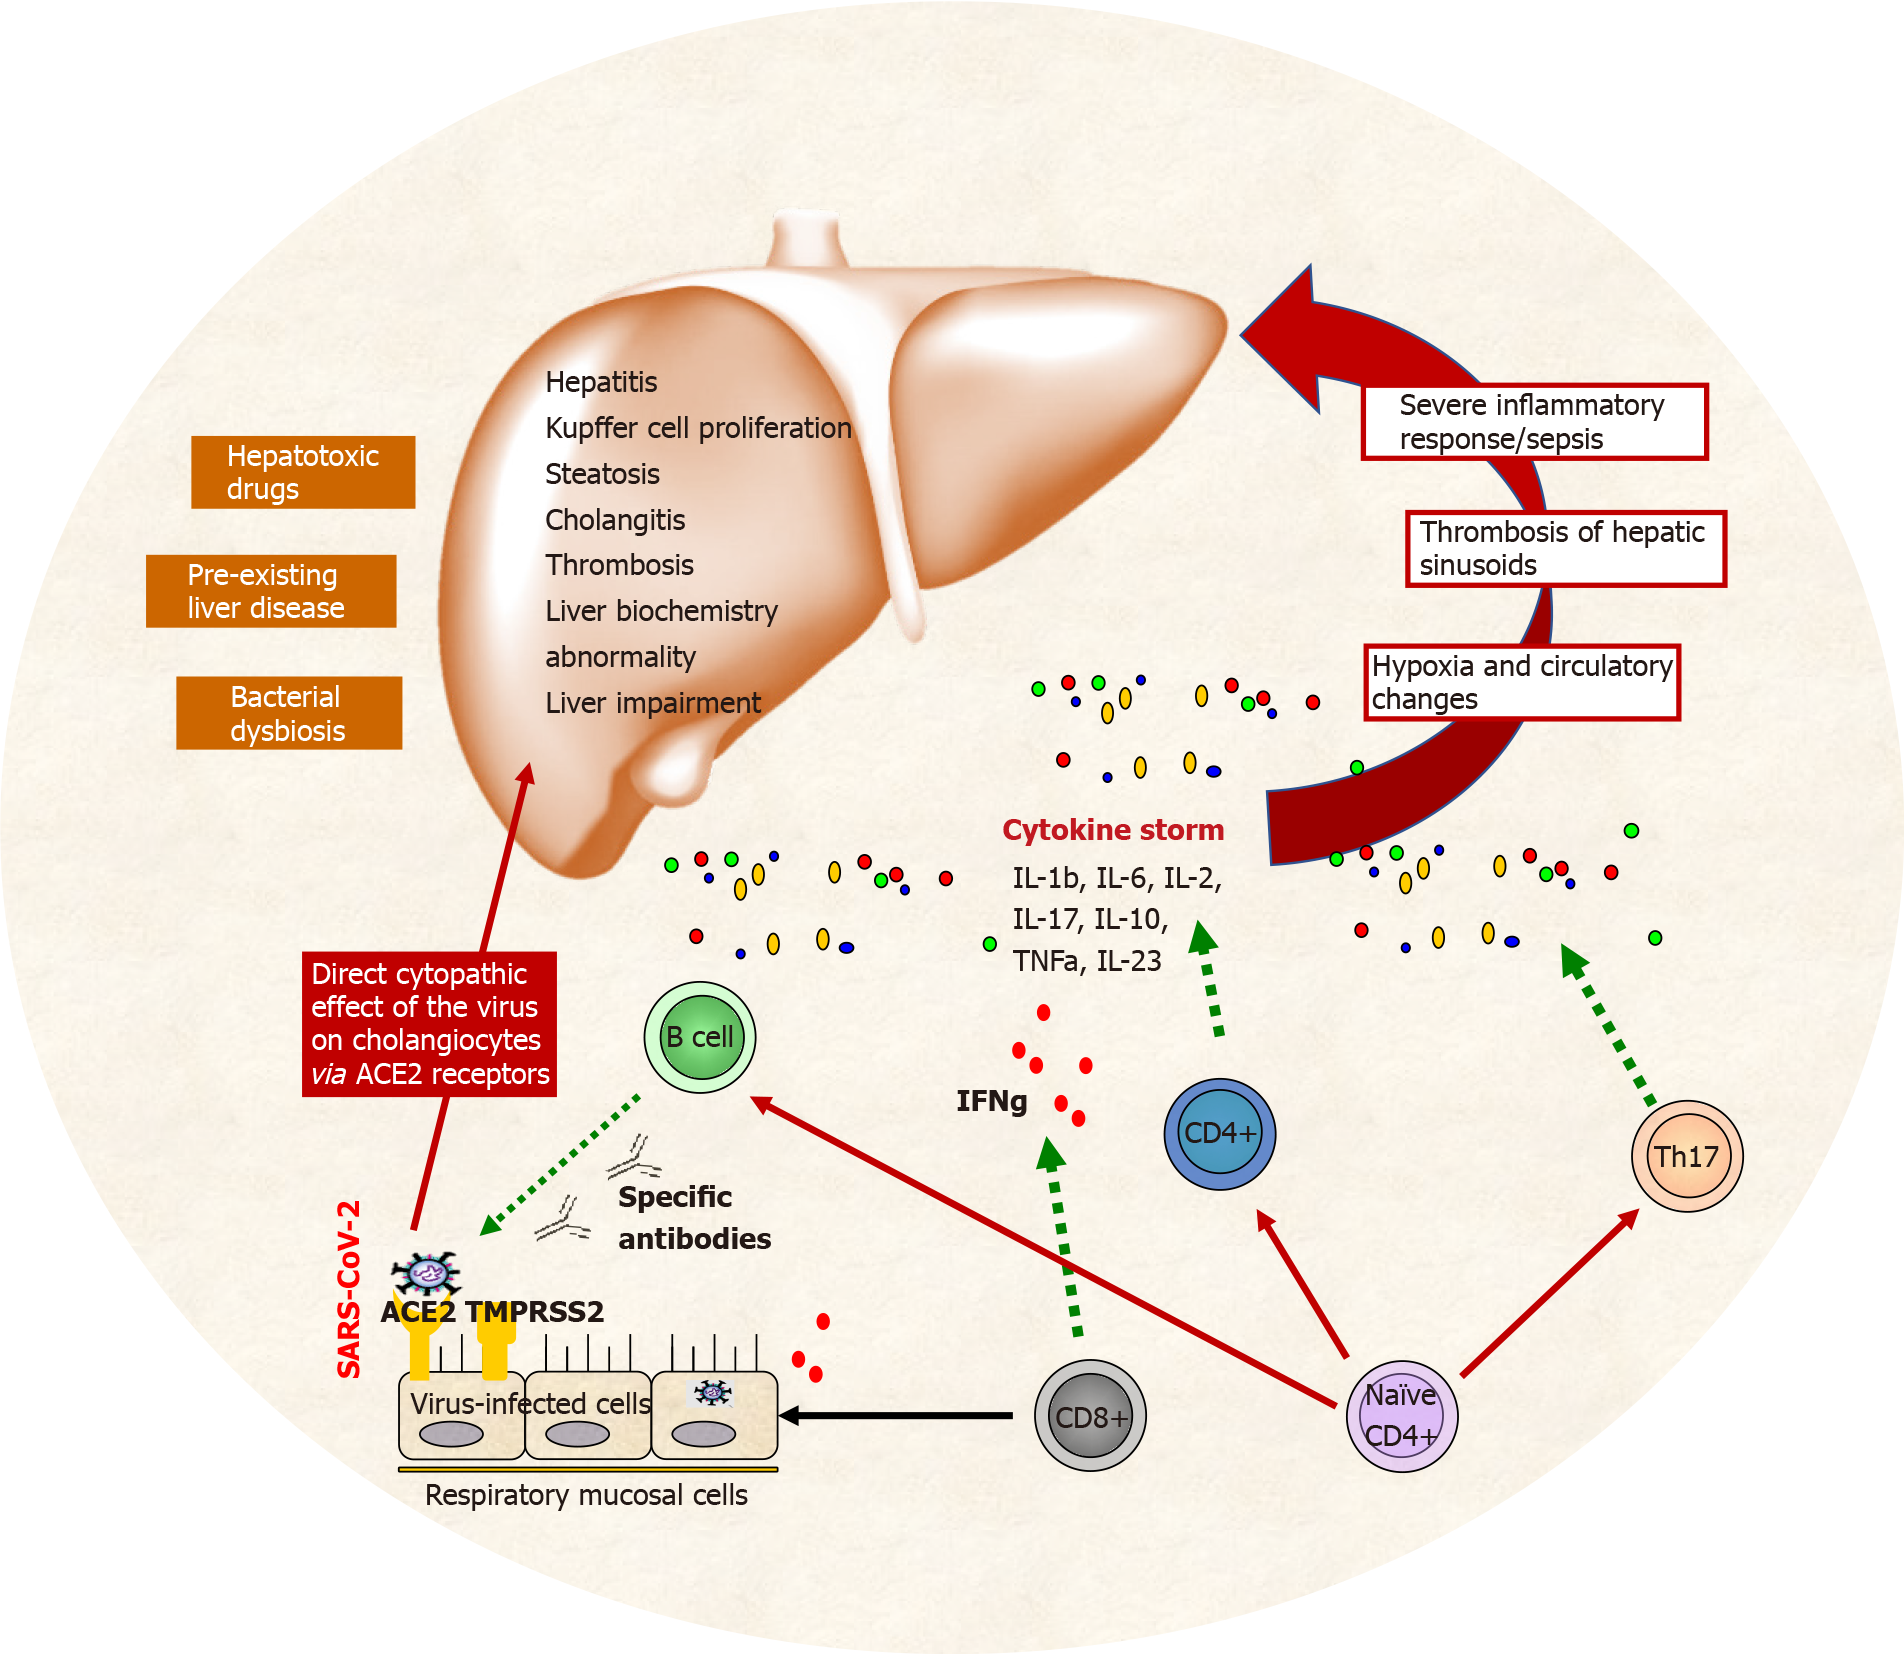 Hepatitis
Kupffer cell proliferation
Steatosis
Cholangitis
Thrombosis
Liver biochemistry
abnormality
Liver impairment
Hepatotoxic
drugs
Pre-existing
liver disease
Bacterial
dysbiosis
Severe inflammatory
response/sepsis
Thrombosis of hepatic
sinusoids
Hypoxia and circulatory
changes
Cytokine storm
IL-1b, IL-6, IL-2,
IL-17, IL-10,
TNFa, IL-23
Direct cytopathic
effect of the virus
on cholangiocytes
via ACE2 receptors
B cell
IFNg
CD4+
Th17
Specific
antibodies
SARS-CoV-2
ACE2 TMPRSS2
Virus-infected cells
CD8+
Naïve
CD4+
Respiratory mucosal cells